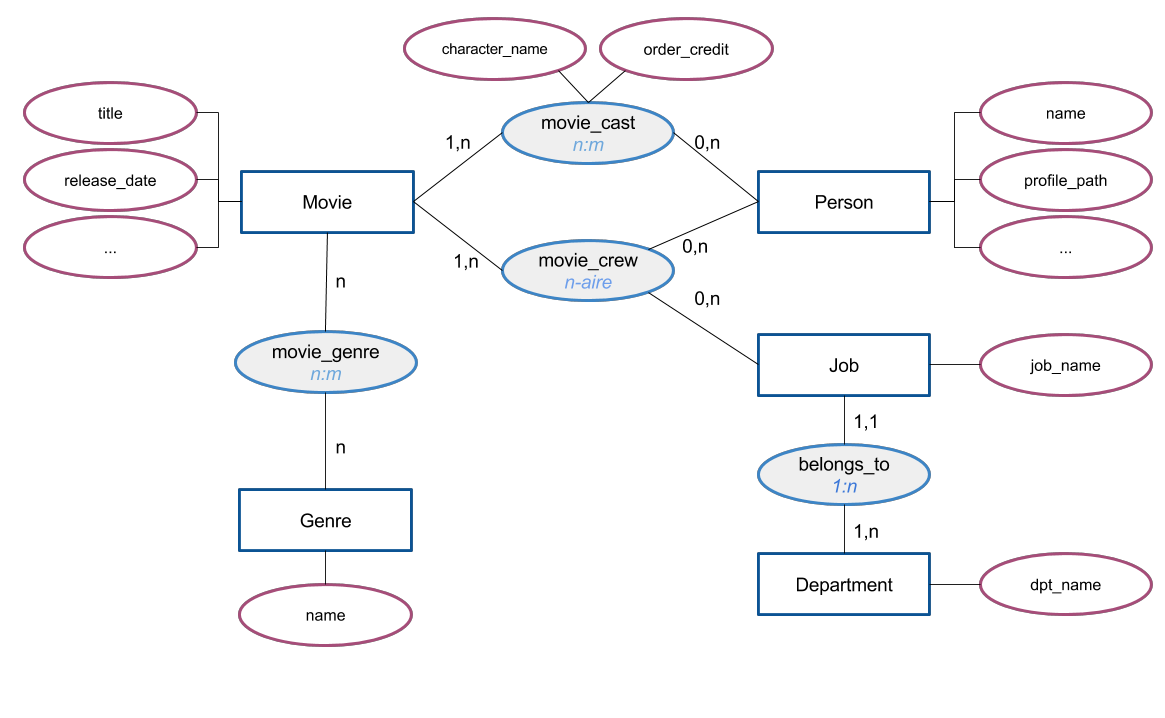 character_name
order_credit
title
movie_cast
n:m
name
1,n
0,n
release_date
profile_path
Movie
Person
...
0,n
...
1,n
movie_crew
n-aire
n
0,n
movie_genre
n:m
Job
job_name
1,1
n
belongs_to
1:n
Genre
1,n
Department
dpt_name
name